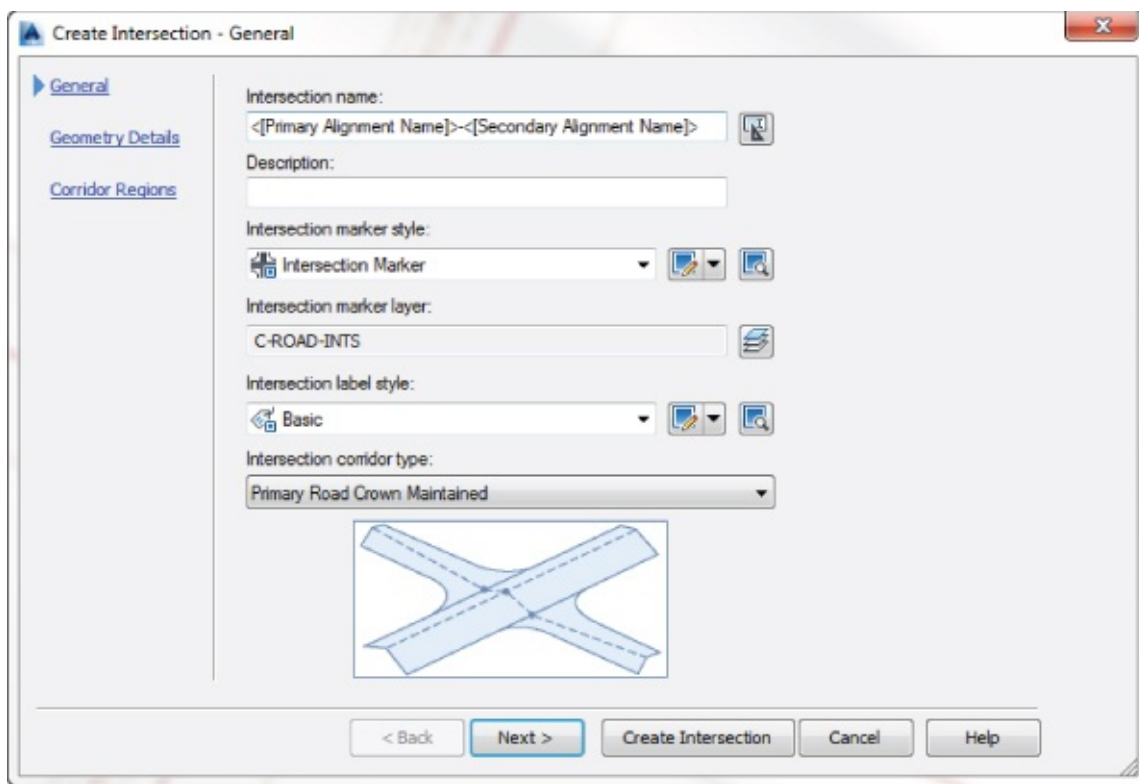 Create Intersection - General
General
Geometry Details
Corridor Regions
Intersection name:
<[Primary Alignment Name]>-<[Secondary Alignment Name]>
Description:
Intersection marker style:
Intersection Marker
Intersection marker layer:
C-ROAD-INTS
Intersection label style:
Basic
Intersection corridor type:
Primary Road Crown Maintained
< Back
Next >
Create Intersection
Cancel
Help